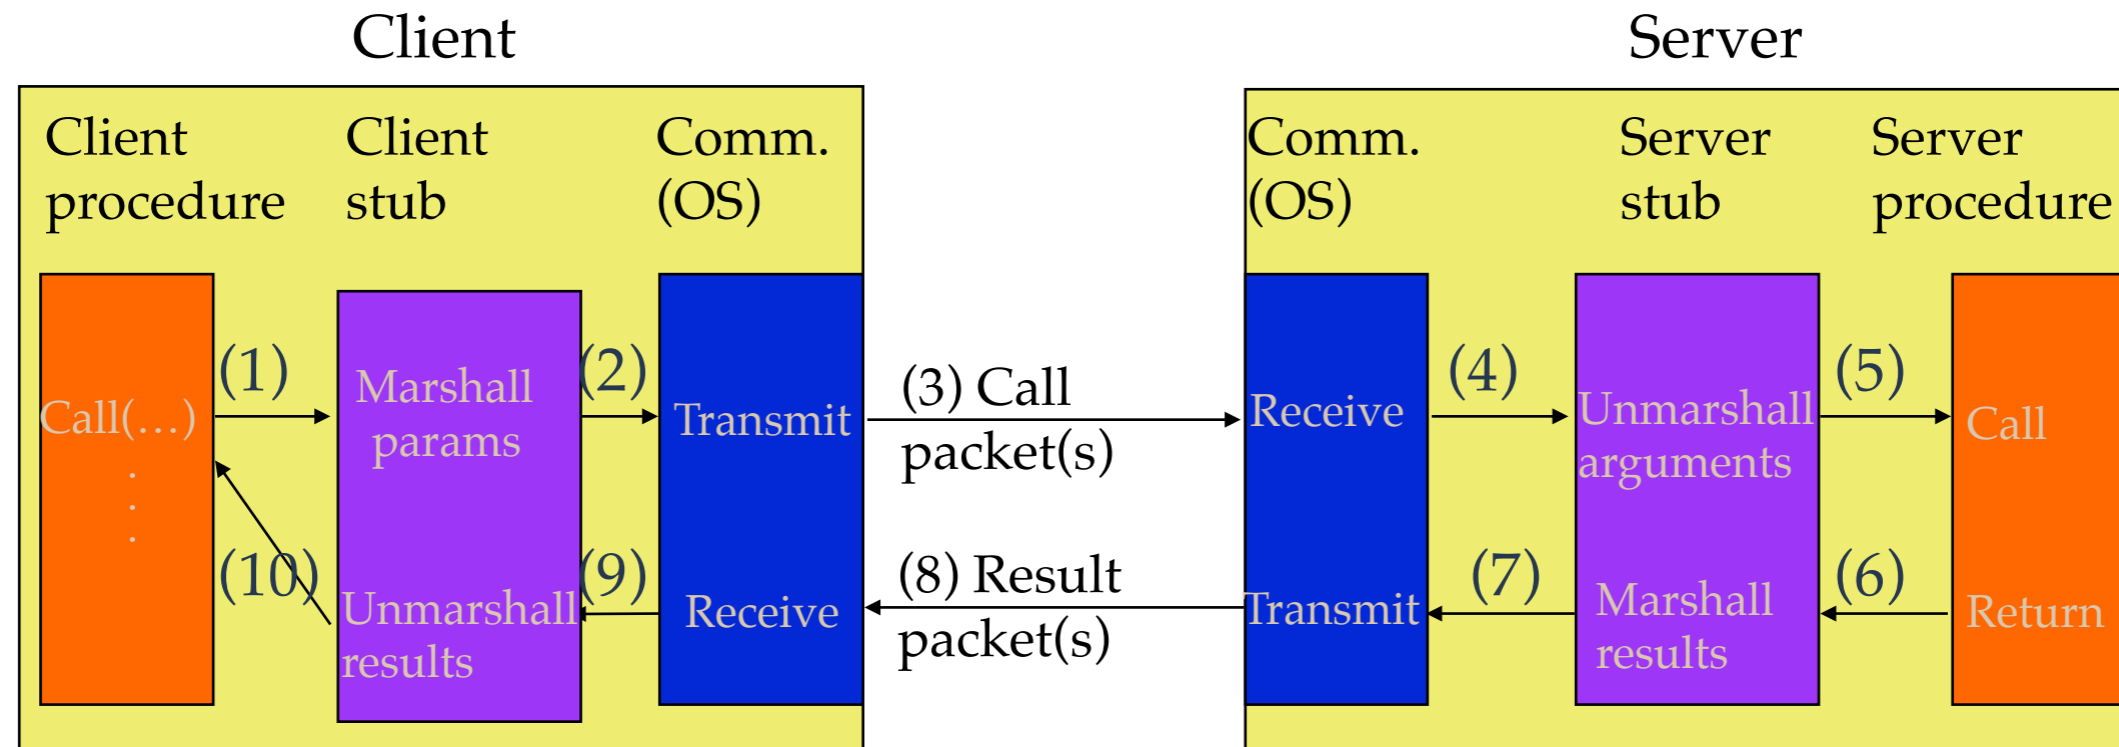 Client
Server
Client
procedure
Client
stub
Comm.
(OS)
Comm.
(OS)
Server
stub
Server
procedure
Call(...)
.
.
.
(1)
Marshall
params
(2)
Transmit
(3) Call
packet(s)
Receive
(4)
Unmarshall
arguments
(5)
Call
(10)
Unmarshall
results
(9)
Receive
(8) Result
packet(s)
Transmit
(7)
Marshall
results
(6)
Return